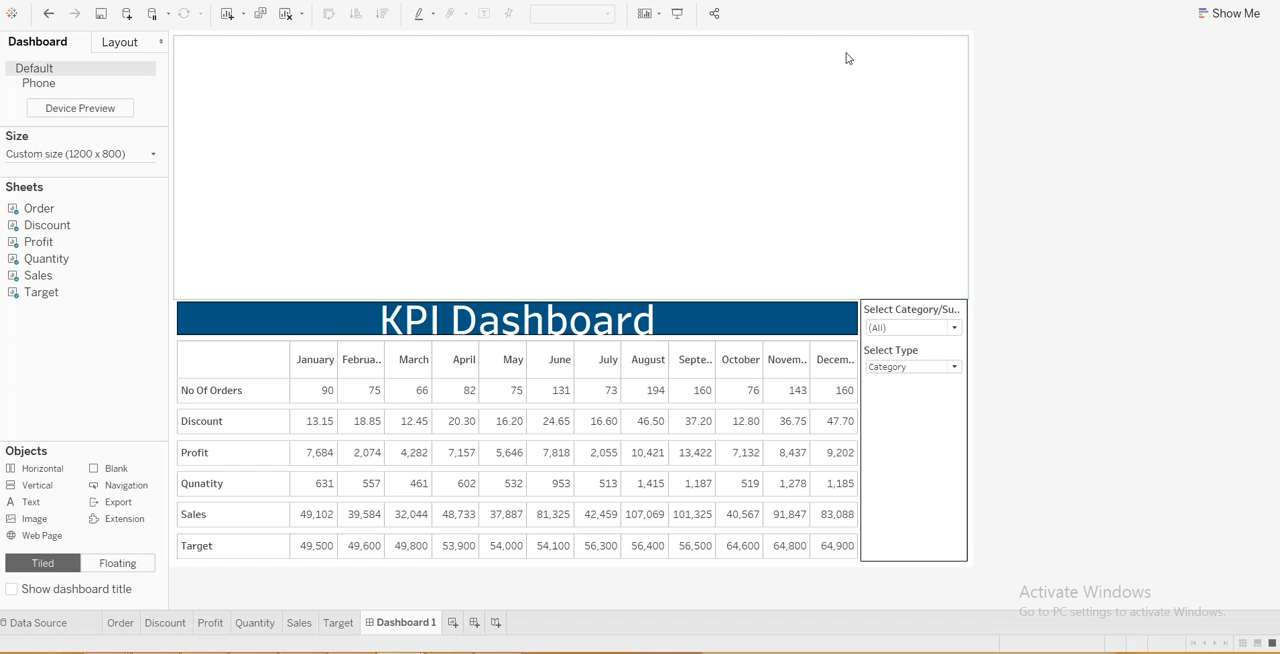 Show Me
Dashboard Layout
Default
Phone
Device Preview
Size
Custom size (1200 x 800)
Sheets
Order
Discount
Profit
Quantity
Sales
Target
Objects
Horizontal Blank
Vertical Navigation
Text Export
Image Extension
Web Page
Tiled Floating
Show dashboard title
KPI Dashboard
January Februa.. March April May June July August Septe.. October Novem.. Decem..
No Of Orders 90 75 66 82 75 131 73 194 160 76 143 160
Discount 13.15 18.85 12.45 20.30 16.20 24.65 16.60 46.50 37.20 12.80 36.75 47.70
Profit 7,684 2,074 4,282 7,157 5,646 7,818 2,055 10,421 13,422 7,132 8,437 9,202
Qunatity 631 557 461 602 532 953 513 1,415 1,187 519 1,278 1,185
Sales 49,102 39,584 32,044 48,733 37,887 81,325 42,459 107,069 101,325 40,567 91,847 83,088
Target 49,500 49,600 49,800 53,900 54,000 54,100 56,300 56,400 56,500 64,600 64,800 64,900
Select Category/Su..
(All)
Select Type
Category
Activate Windows
Go to PC settings to activate Windows.
Data Source Order Discount Profit Quantity Sales Target Dashboard 1